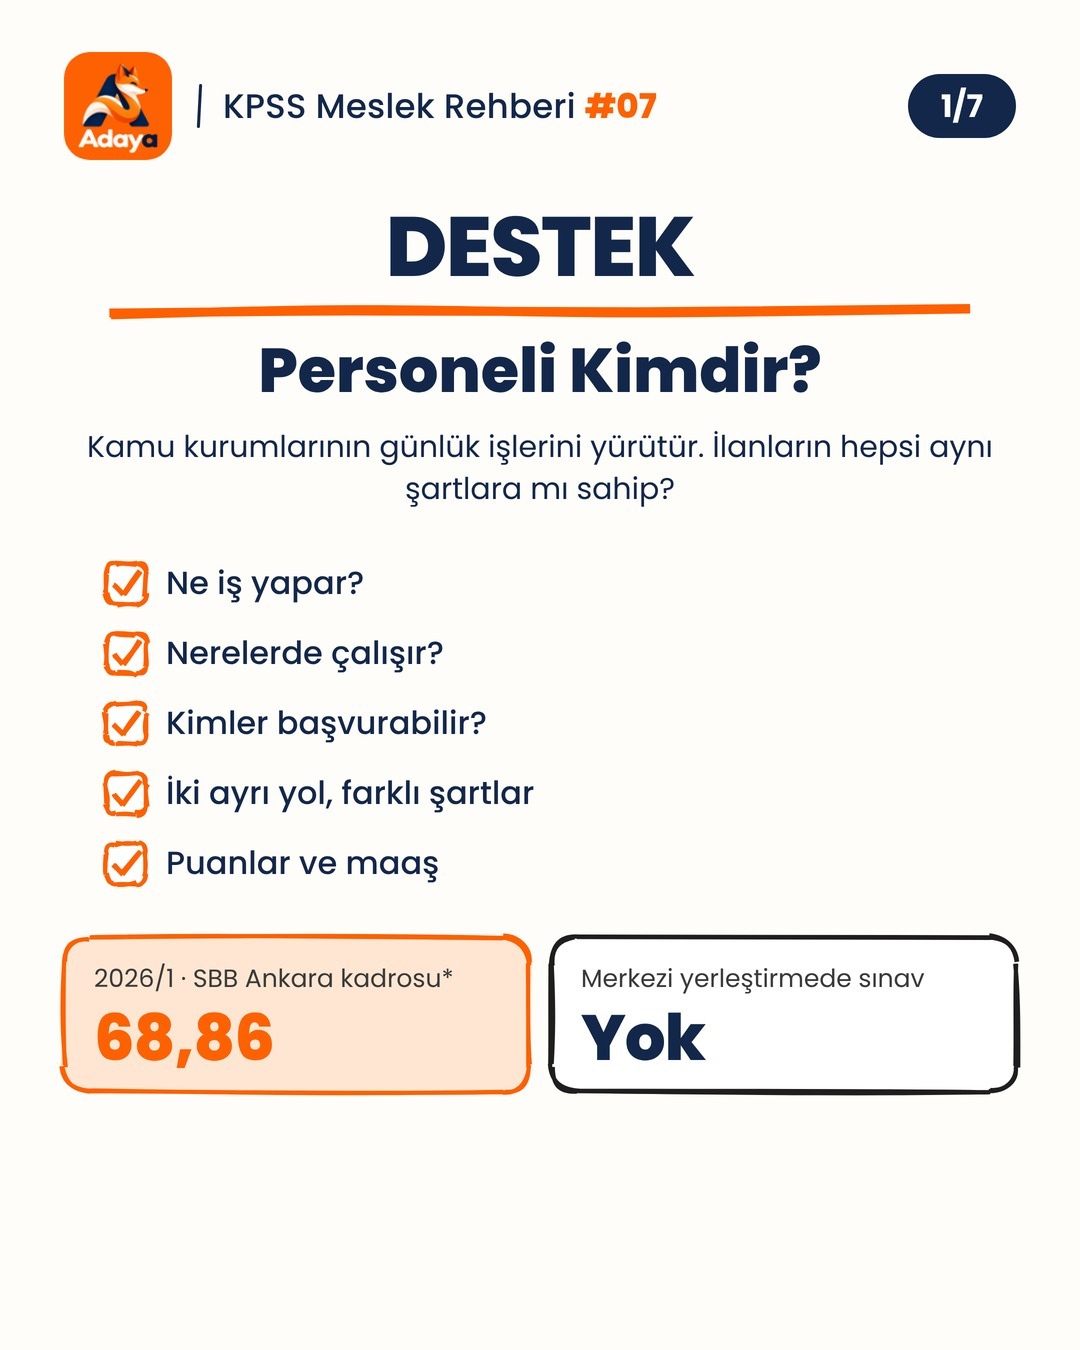 Adaya
KPSS Meslek Rehberi #07
1/7
DESTEK
Personeli Kimdir?
Kamu kurumlarının günlük işlerini yürütür. İlanların hepsi aynı
şartlara mı sahip?
Ne iş yapar?
Nerelerde çalışır?
Kimler başvurabilir?
İki ayrı yol, farklı şartlar
Puanlar ve maaş
2026/1 · SBB Ankara kadrosu*
68,86
Merkezi yerleştirmede sınav
Yok